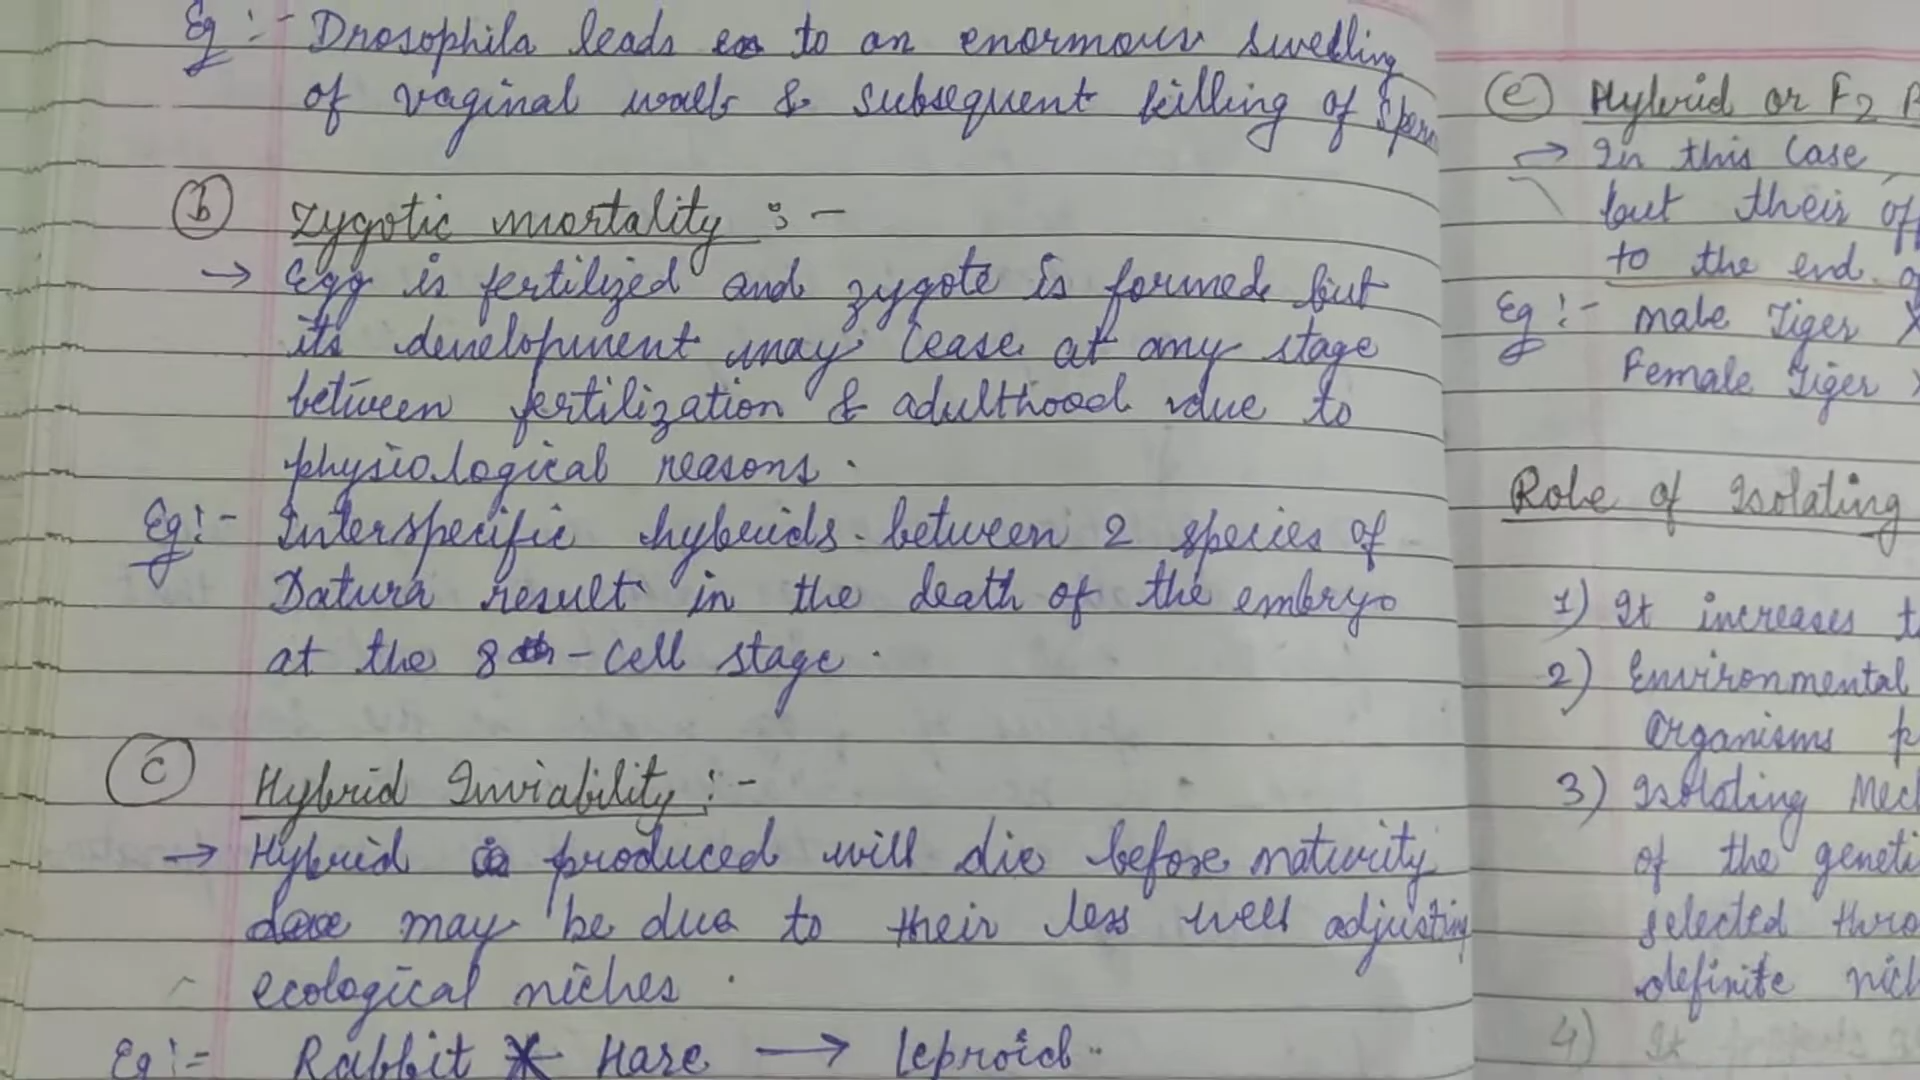 Eg :- Drosophila leads to an enormous swelling
of vaginal walls & subsequent killing of sperm
(b) Zygotic mortality :-
→ Egg is fertilized and zygote is formed but
its development may cease at any stage
between fertilization & adulthood due to
physiological reasons.
Eg :- Interspecific hybrids between 2 species of
Datura result in the death of the embryo
at the 8 -cell stage.
(c) Hybrid Inviability :-
→ Hybrid produced will die before maturity
may be due to their less well adjusting
ecological niches.
Eg :- Rabbit × Hare → Leproid.
(e) Hybrid or F2
→ In this case,
but their off
to the end
Eg :- Male Tiger ×
Female Tiger ×
Role of Isolating
1) It increases t
2) Environmental
Organisms p
3) Isolating Mec
of the geneti
selected thro
definite nich
4) It